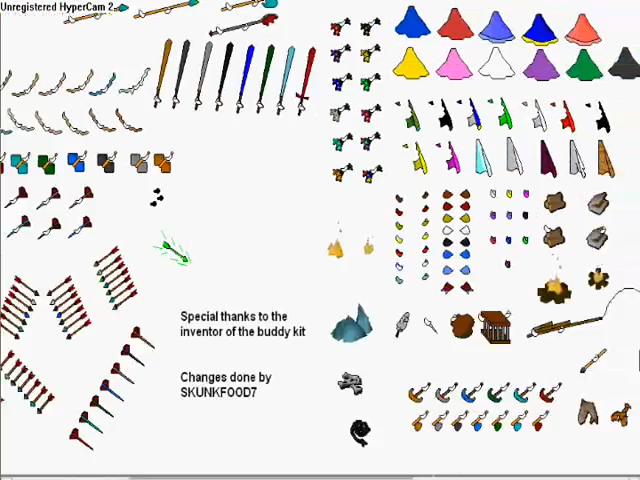 Unregistered HyperCam 2
Special thanks to the
inventor of the buddy kit
Changes done by
SKUNKFOOD7